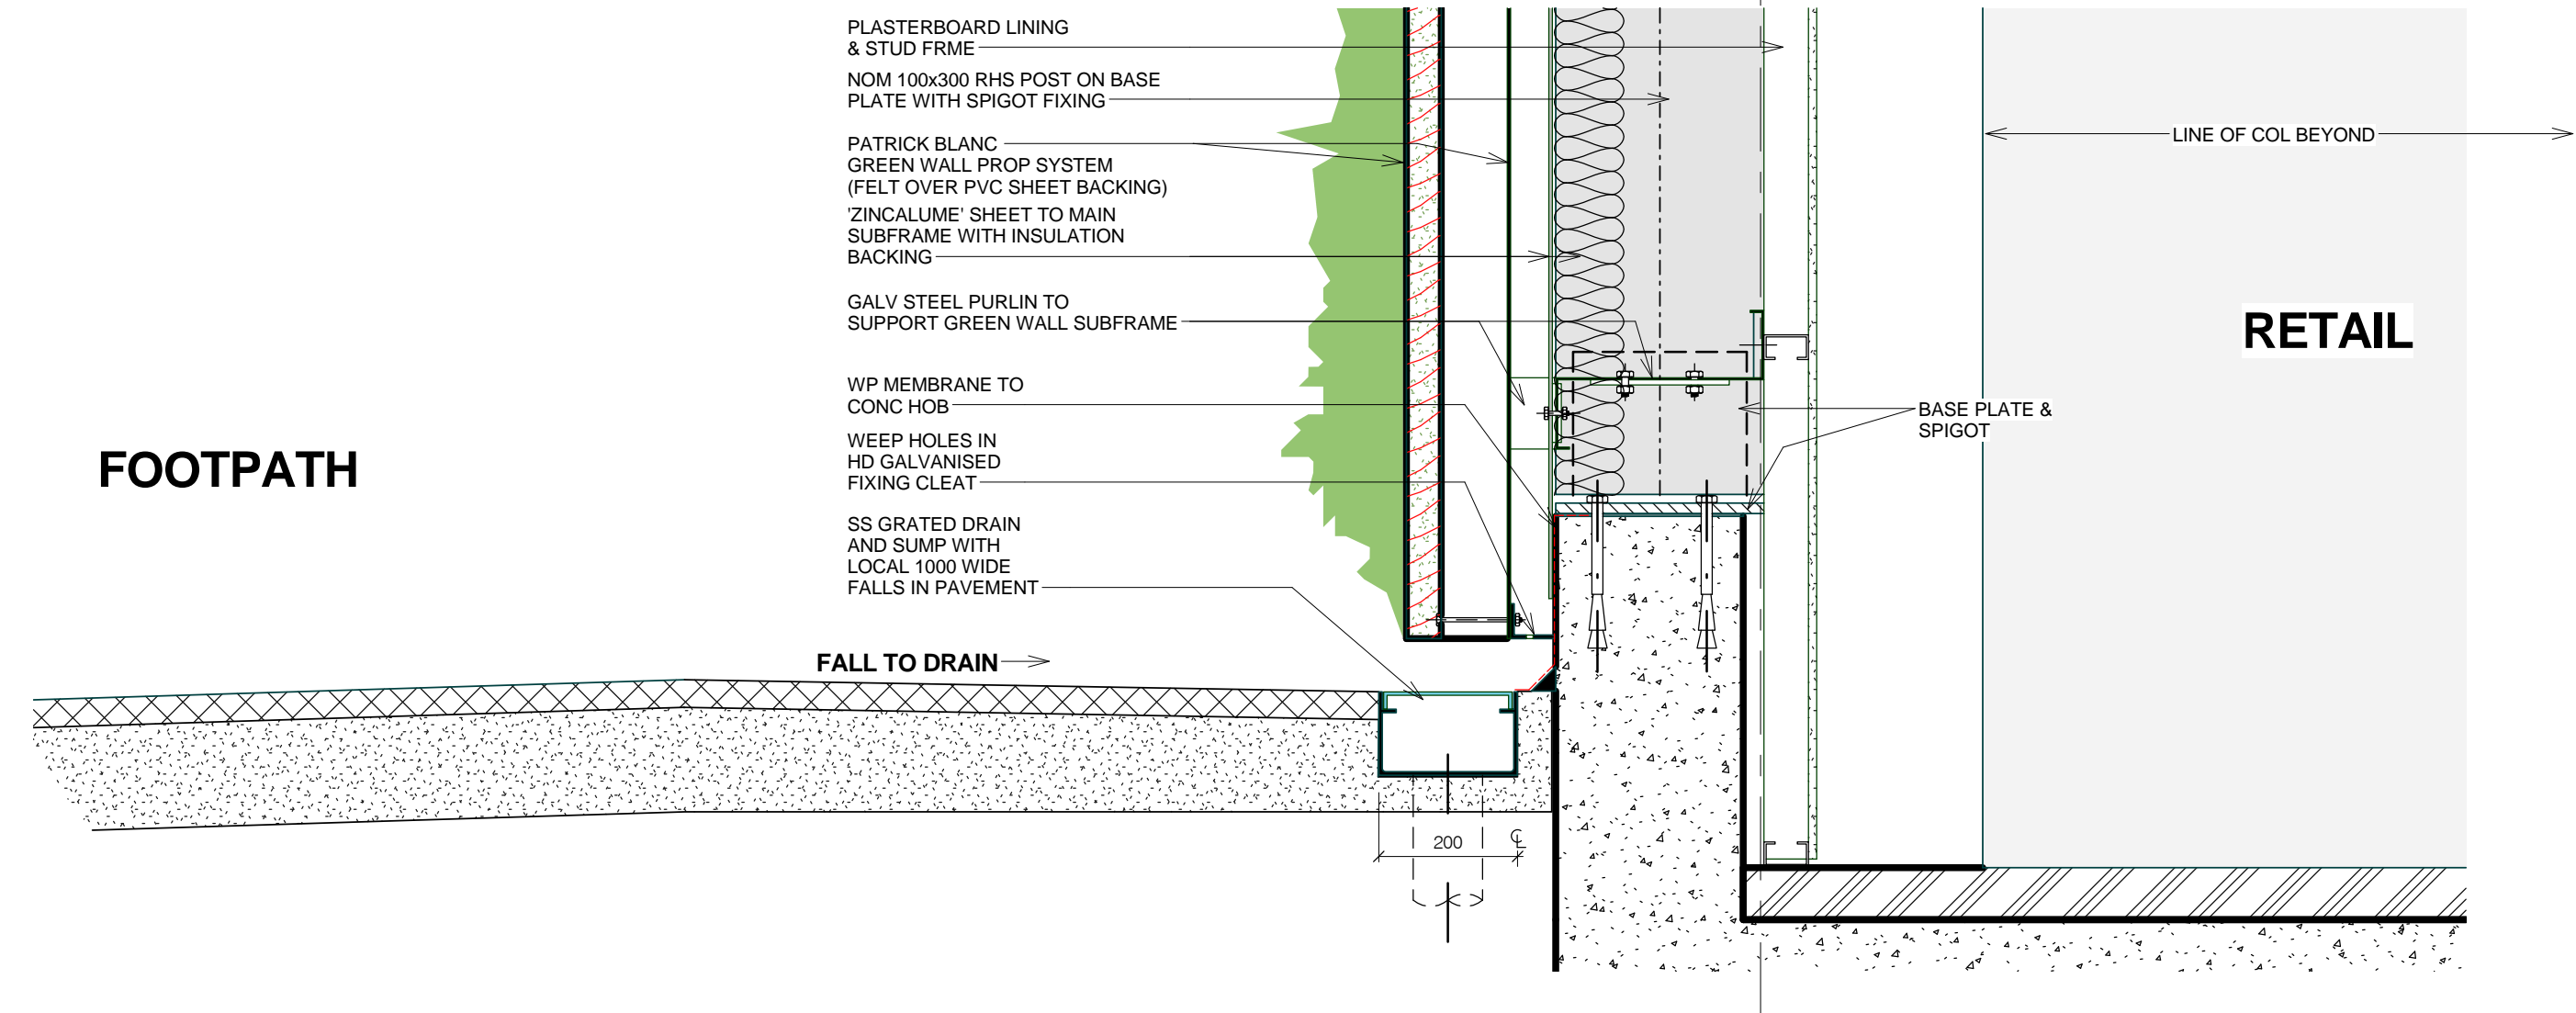 PLASTERBOARD LINING
& STUD FRME
NOM 100x300 RHS POST ON BASE
PLATE WITH SPIGOT FIXING
PATRICK BLANC
GREEN WALL PROP SYSTEM
(FELT OVER PVC SHEET BACKING)
'ZINCALUME' SHEET TO MAIN
SUBFRAME WITH INSULATION
BACKING
GALV STEEL PURLIN TO
SUPPORT GREEN WALL SUBFRAME
WP MEMBRANE TO
CONC HOB
WEEP HOLES IN
HD GALVANISED
FIXING CLEAT
SS GRATED DRAIN
AND SUMP WITH
LOCAL 1000 WIDE
FALLS IN PAVEMENT
LINE OF COL BEYOND
RETAIL
BASE PLATE &
SPIGOT
FOOTPATH
FALL TO DRAIN
200
℄